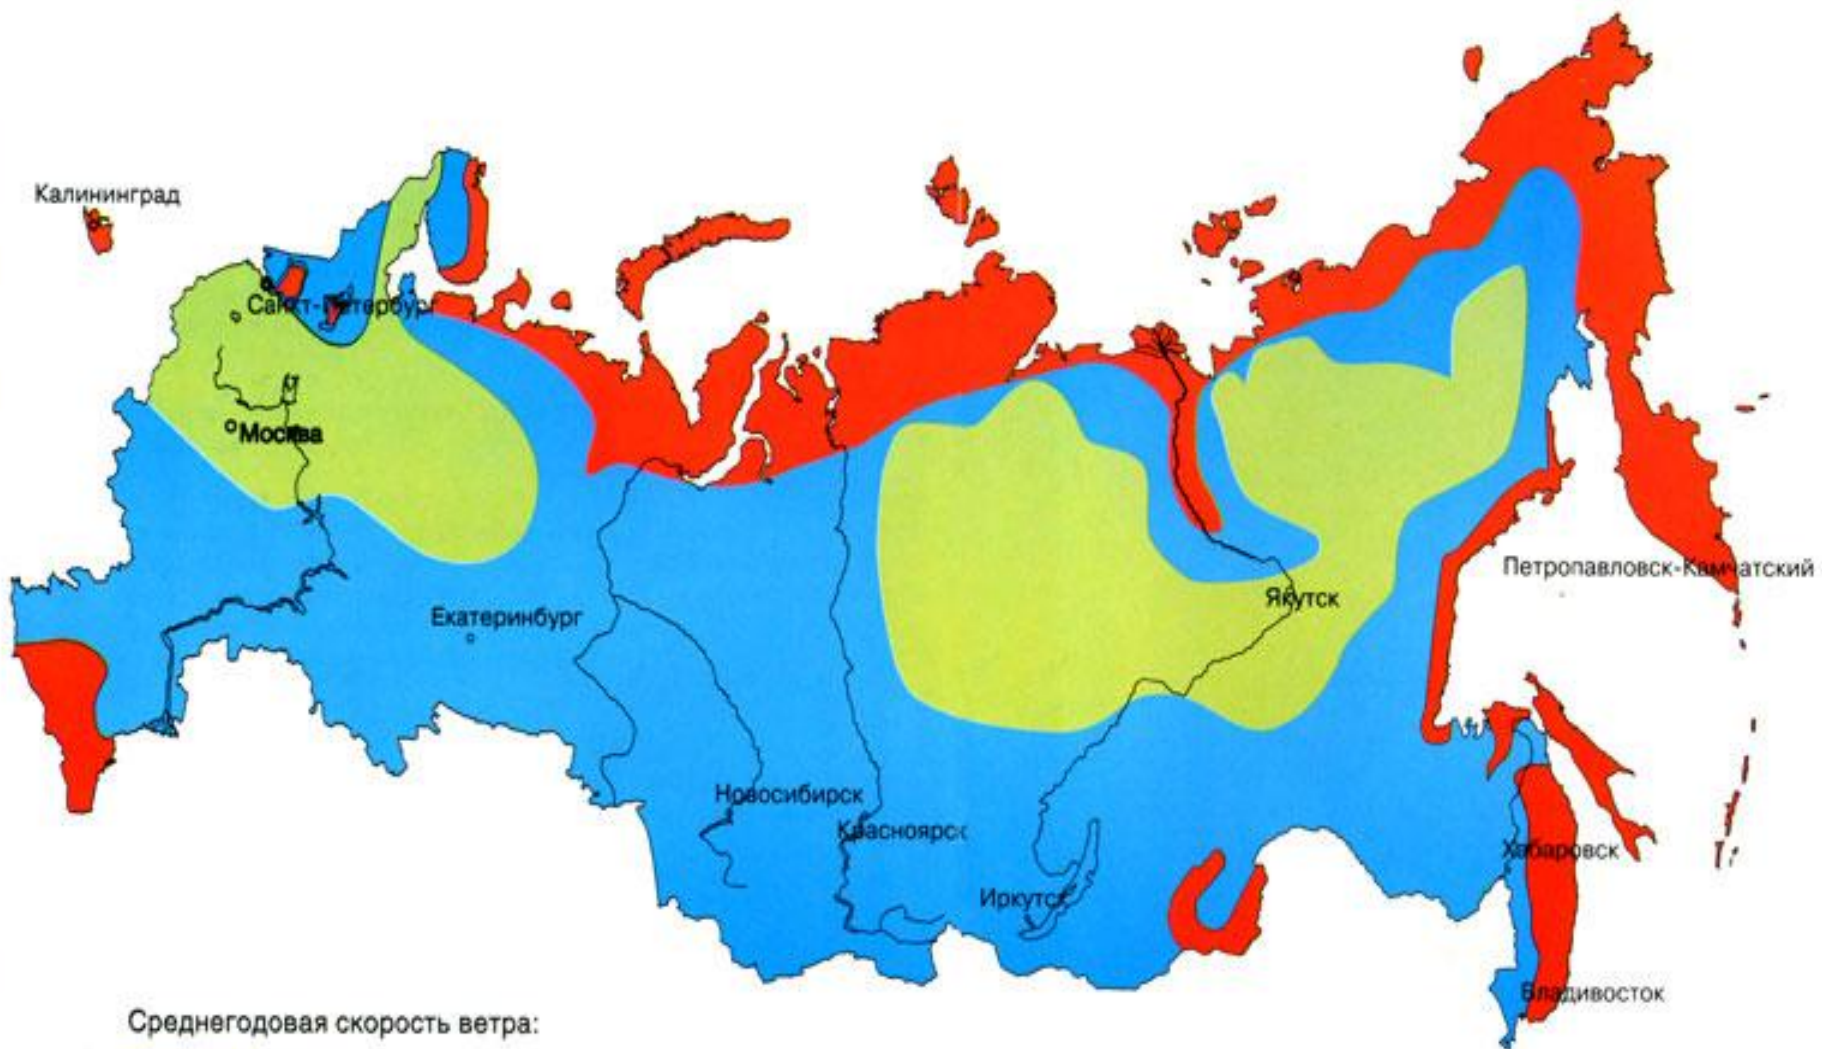 Калининград
Санкт-Петербург
Москва
Петропавловск-Камчатский
Якутск
Екатеринбург
Новосибирск
Красноярск
Хабаровск
Иркутск
Владивосток
Среднегодовая скорость ветра: